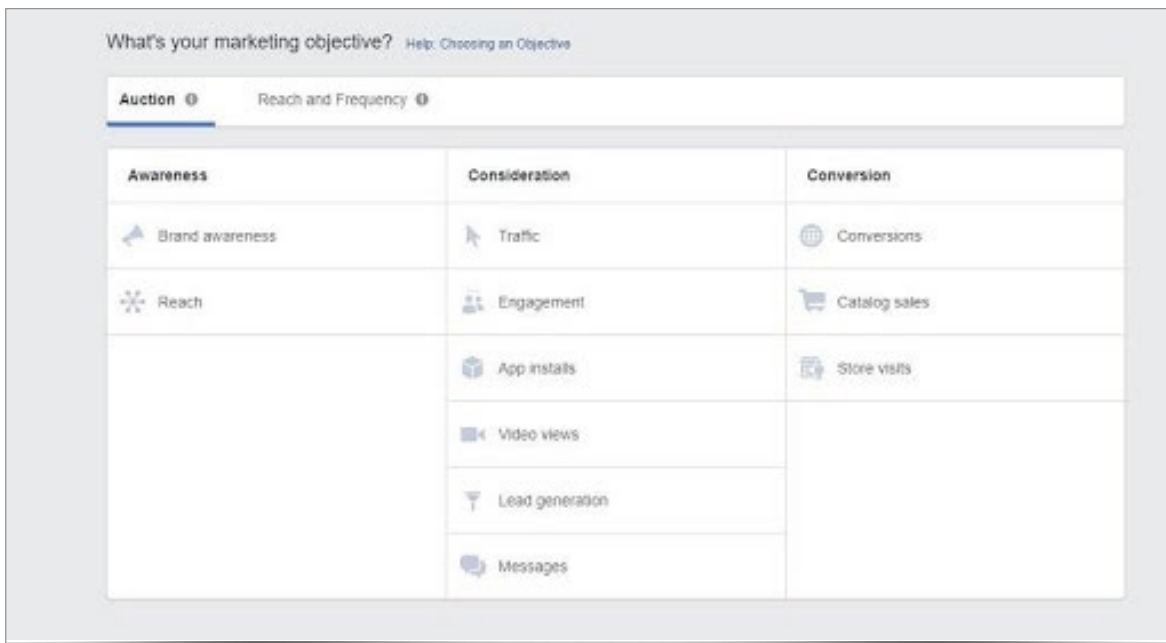 What's your marketing objective? Help: Choosing an Objective
Auction Reach and Frequency
Awareness Consideration Conversion
Brand awareness Traffic Conversions
Reach Engagement Catalog sales
App installs Store visits
Video views
Lead generation
Messages